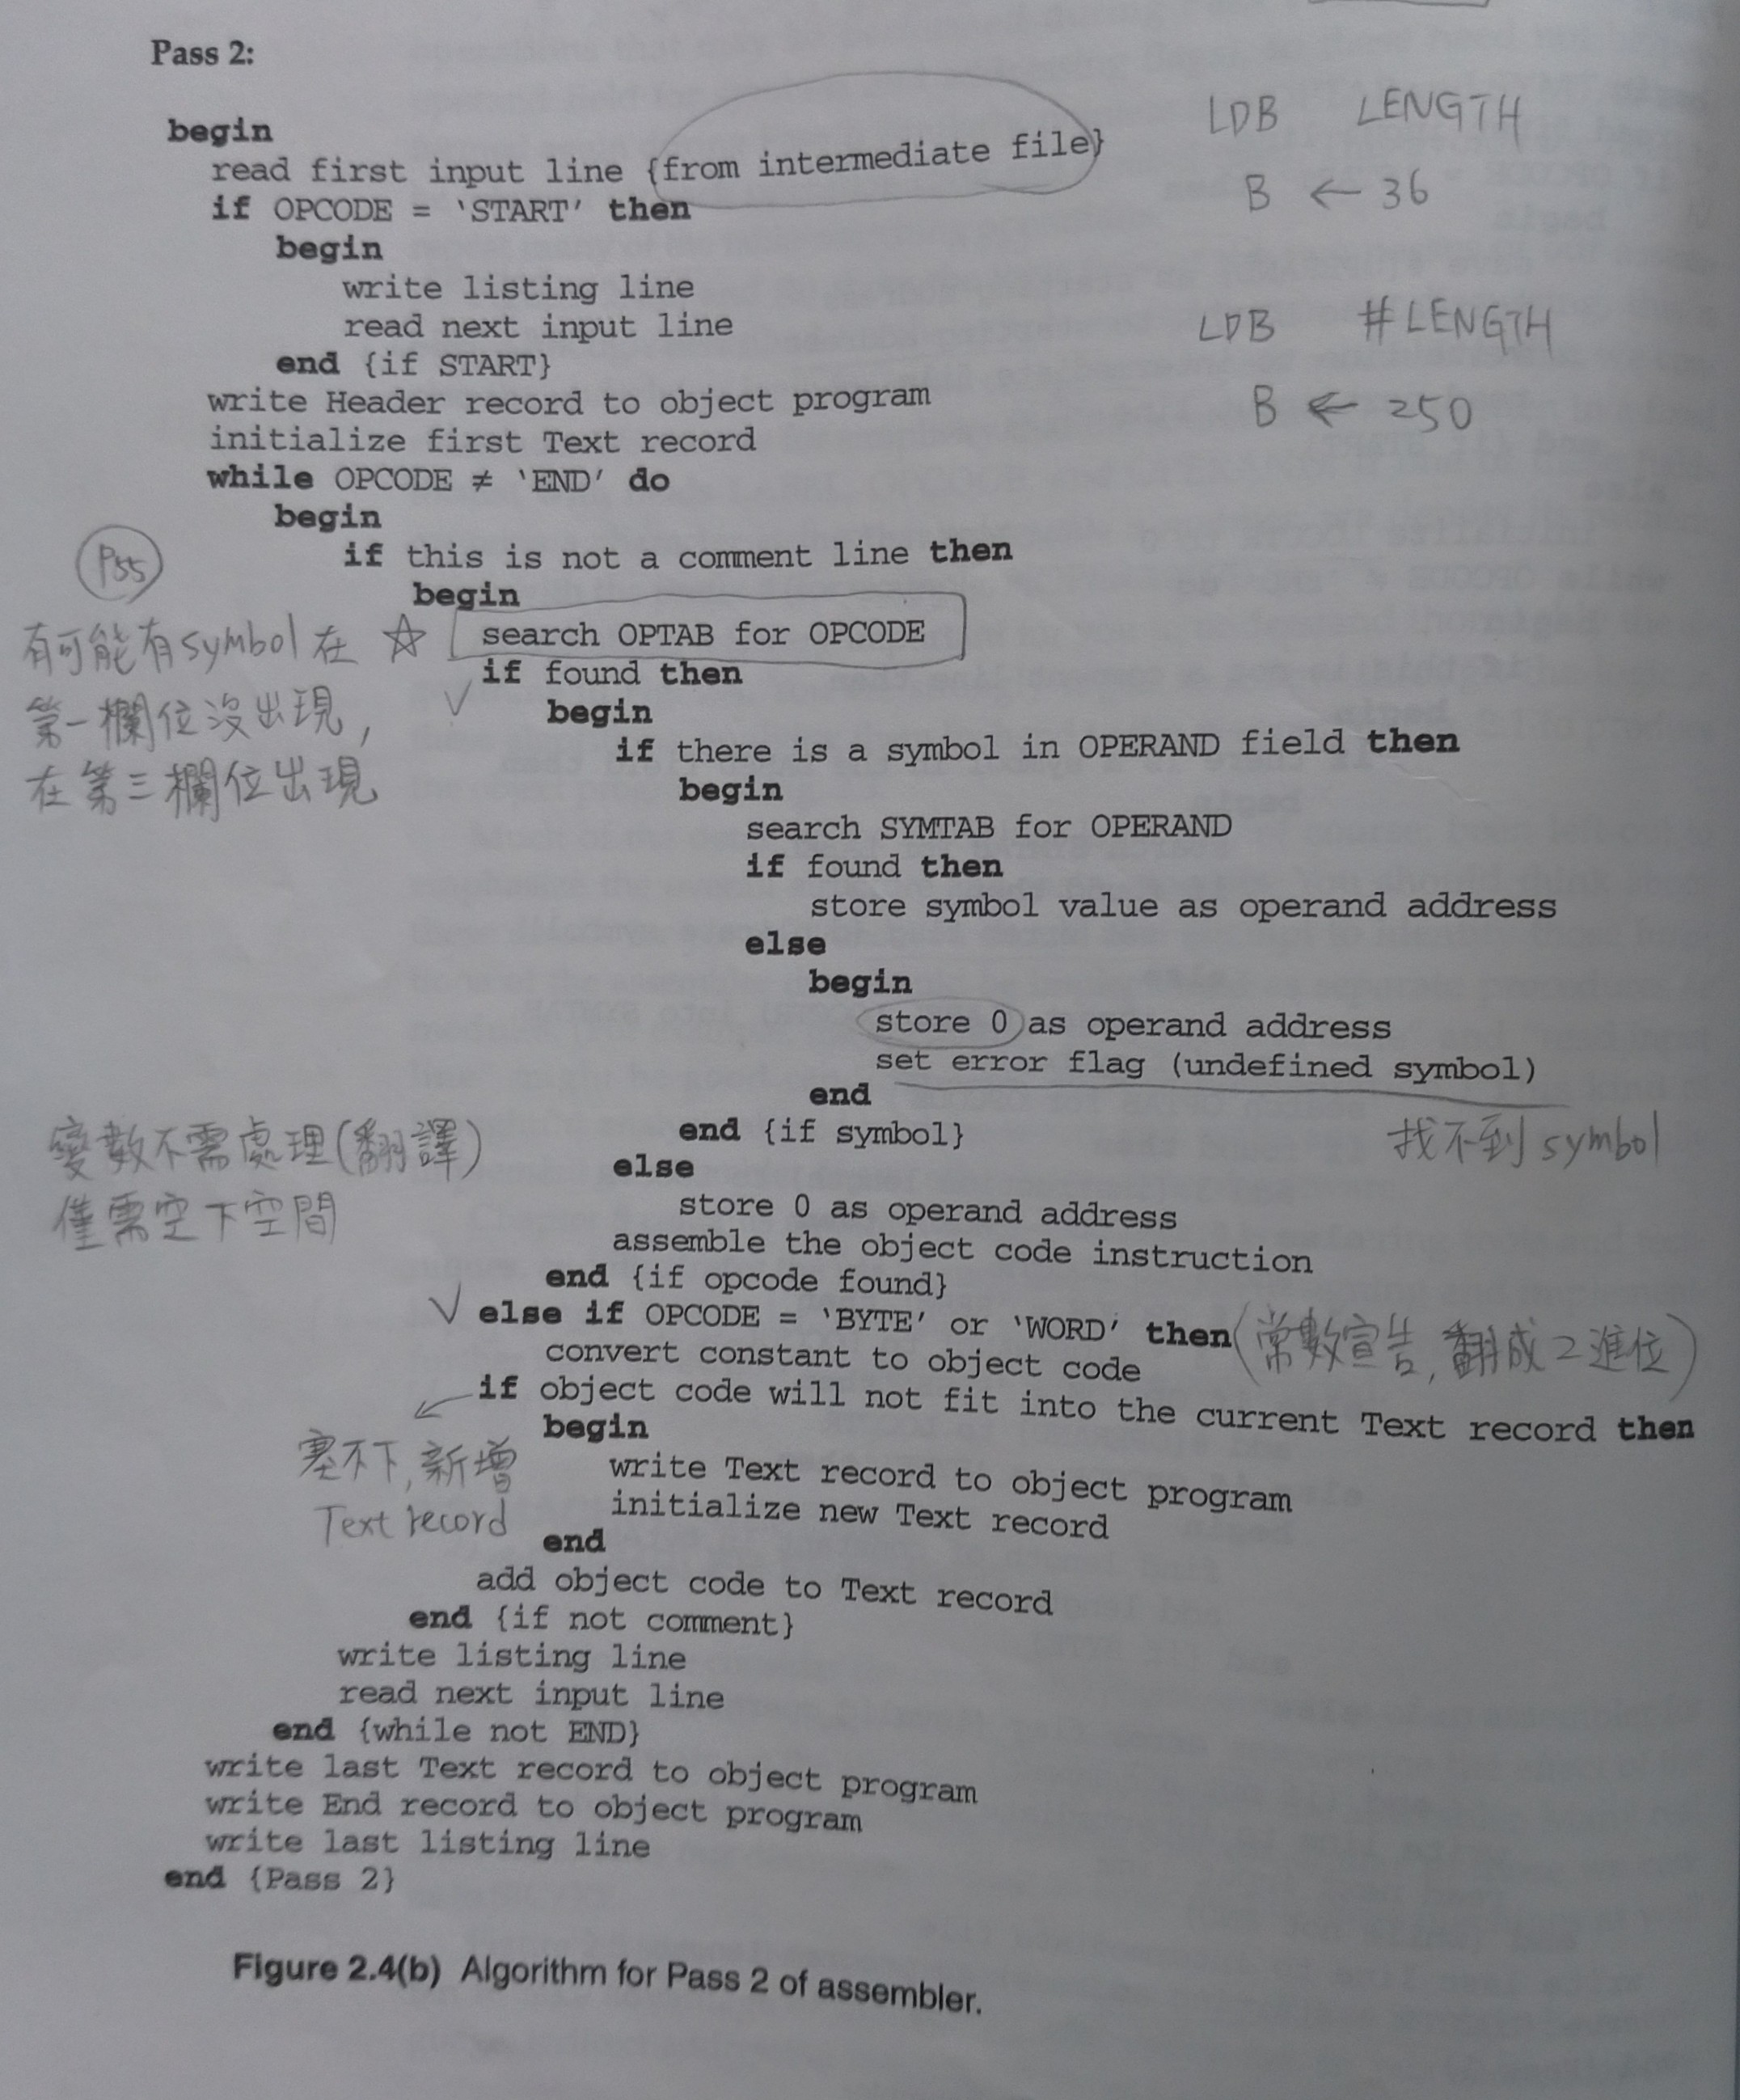 Pass 2:
LDB LENGTH
B ← 36
LDB #LENGTH
B ← 250
begin
read first input line {from intermediate file}
if OPCODE = 'START' then
begin
write listing line
read next input line
end {if START}
write Header record to object program
initialize first Text record
while OPCODE ≠ 'END' do
begin
if this is not a comment line then
begin
P55
有可能有symbol在
第一欄位沒出現,
在第三欄位出現
☆ search OPTAB for OPCODE
if found then
begin
if there is a symbol in OPERAND field then
begin
search SYMTAB for OPERAND
if found then
store symbol value as operand address
else
begin
store 0 as operand address
set error flag (undefined symbol)
找不到symbol
end
end {if symbol}
變數不需處理(翻譯)
僅需空下空間
else
store 0 as operand address
assemble the object code instruction
end {if opcode found}
else if OPCODE = 'BYTE' or 'WORD' then (常數宣告,翻成2進位)
convert constant to object code
if object code will not fit into the current Text record then
塞不下,新增
Text record
begin
write Text record to object program
initialize new Text record
end
add object code to Text record
end {if not comment}
write listing line
read next input line
end {while not END}
write last Text record to object program
write End record to object program
write last listing line
end {Pass 2}
Figure 2.4(b) Algorithm for Pass 2 of assembler.